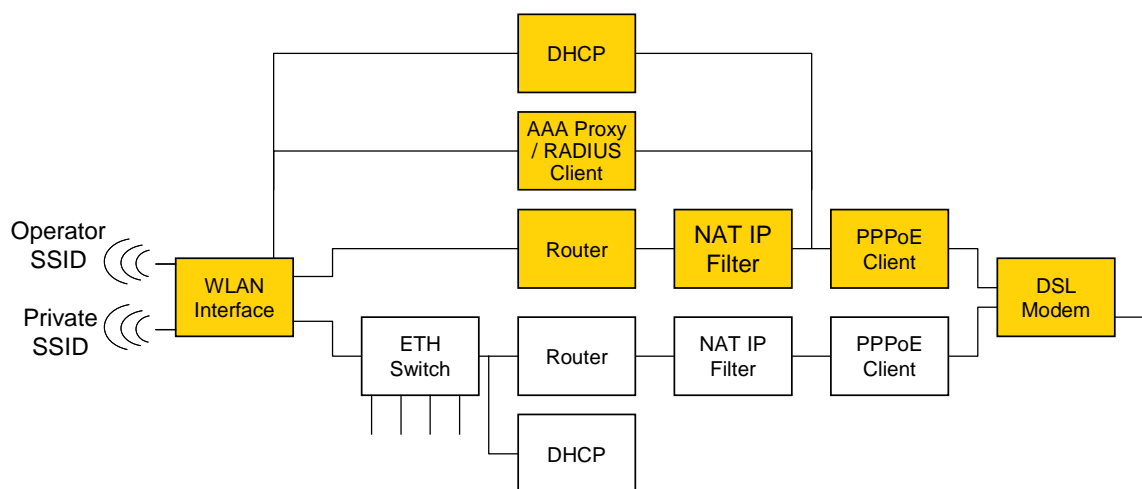 DHCP
AAA Proxy
/ RADIUS
Client
Operator
SSID
Router
NAT IP
Filter
PPPoE
Client
WLAN
Interface
DSL
Modem
Private
SSID
ETH
Switch
Router
NAT IP
Filter
PPPoE
Client
DHCP